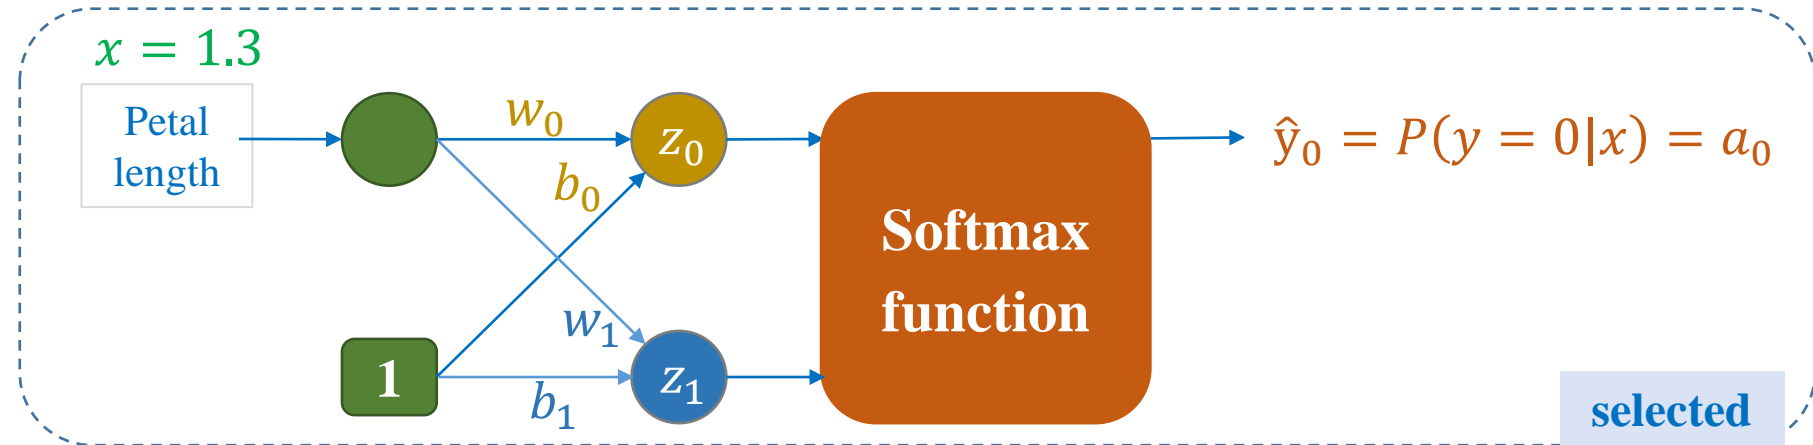 x = 1.3
Petal
length
w₀
z₀
b₀
ŷ₀ = P(y = 0|x) = a₀
Softmax
function
w₁
1
z₁
b₁
selected